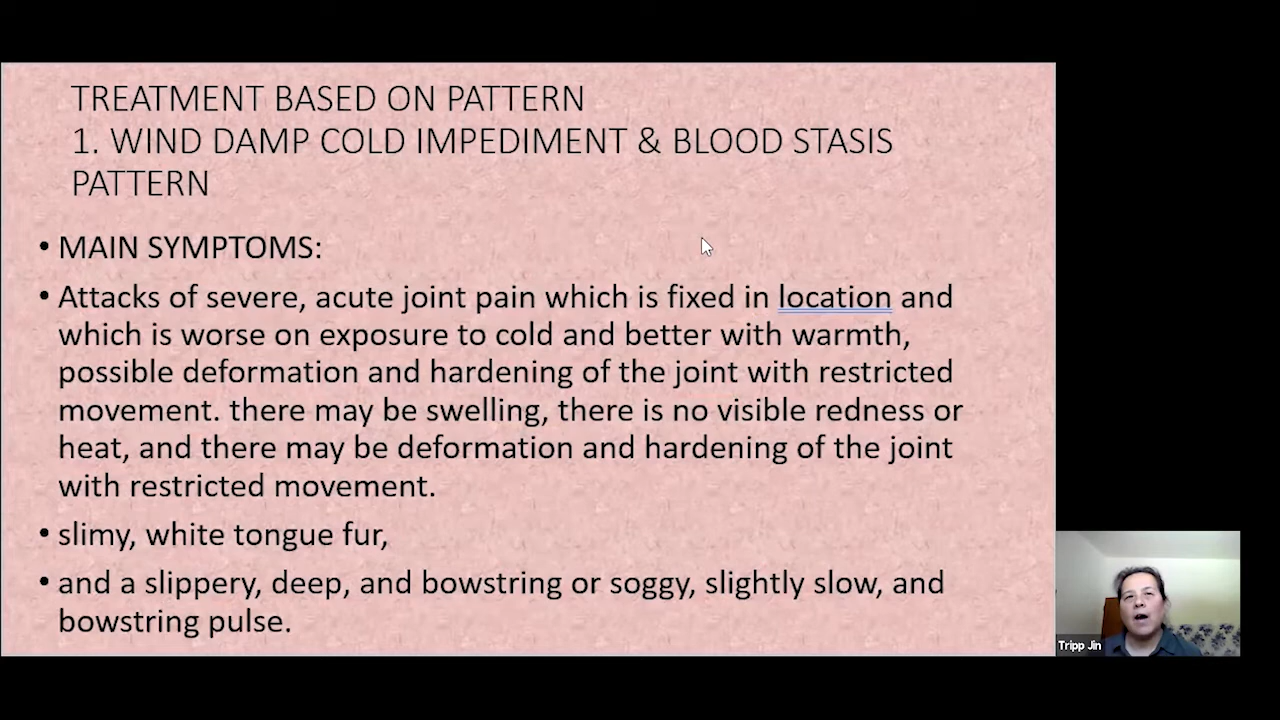 TREATMENT BASED ON PATTERN
1. WIND DAMP COLD IMPEDIMENT & BLOOD STASIS
PATTERN
• MAIN SYMPTOMS:
• Attacks of severe, acute joint pain which is fixed in location and
which is worse on exposure to cold and better with warmth,
possible deformation and hardening of the joint with restricted
movement. there may be swelling, there is no visible redness or
heat, and there may be deformation and hardening of the joint
with restricted movement.
• slimy, white tongue fur,
• and a slippery, deep, and bowstring or soggy, slightly slow, and
bowstring pulse.
Tripp Jin